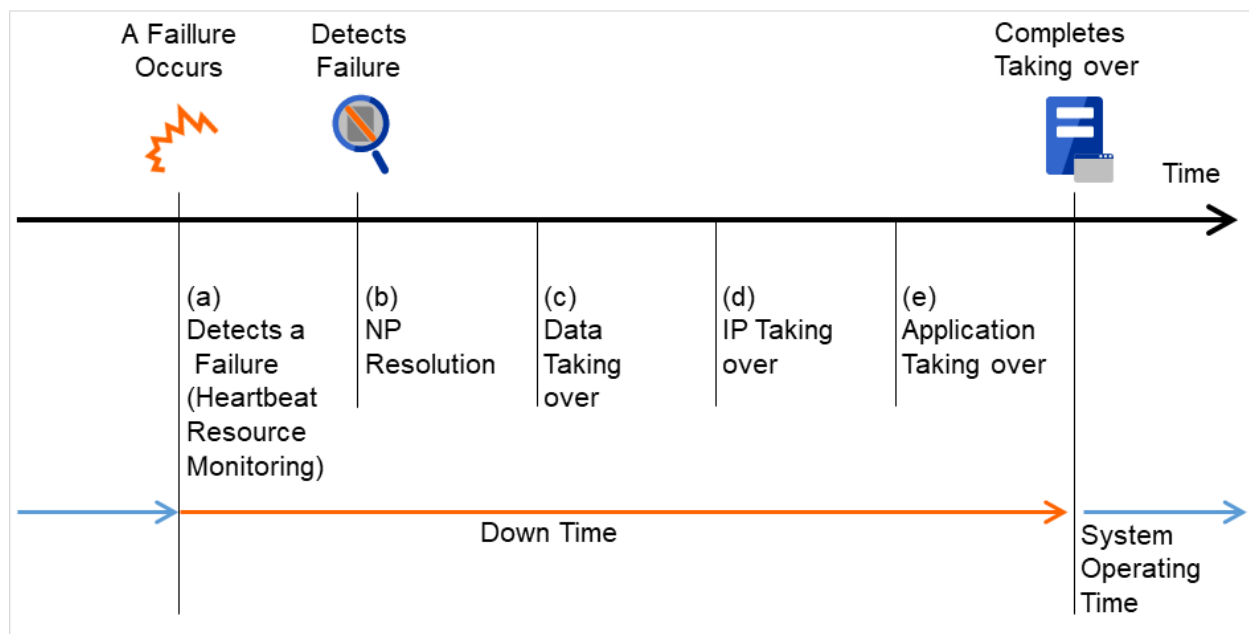 A Faillure
Occurs
Detects
Failure
Completes
Taking over
Time
(a)
Detects a
Failure
(Heartbeat
Resource
Monitoring)
(b)
NP
Resolution
(c)
Data
Taking
over
(d)
IP Taking
over
(e)
Application
Taking over
Down Time
System
Operating
Time